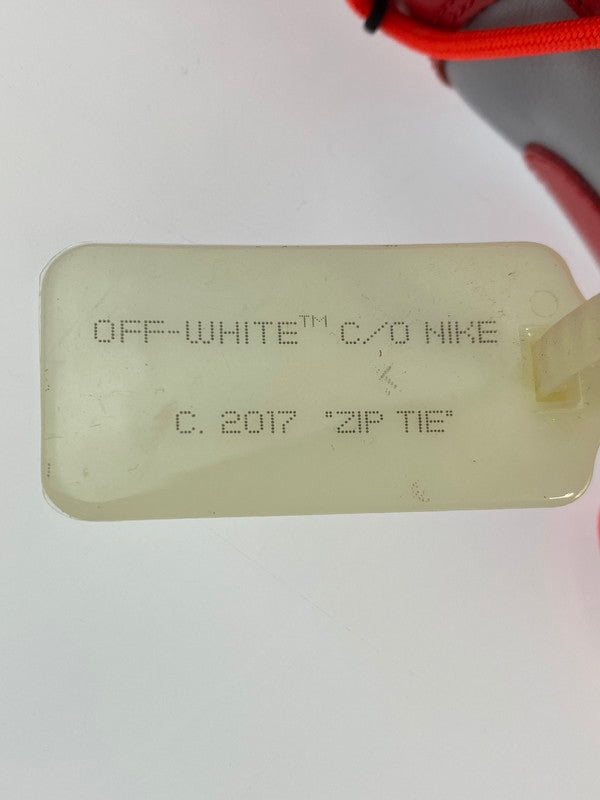 OFF-WHITE™ C/O NIKE
C. 2017 "ZIP TIE"